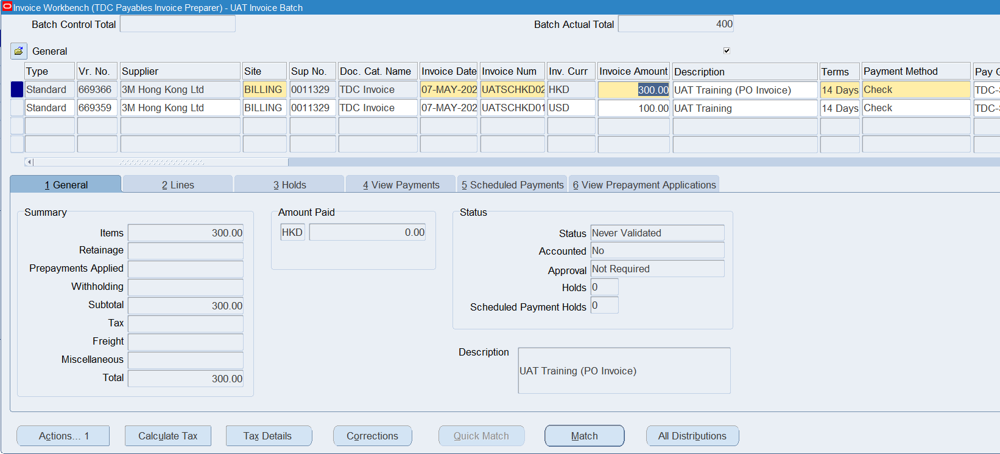 Invoice Workbench (TDC Payables Invoice Preparer) - UAT Invoice Batch
Batch Control Total Batch Actual Total 400
General
Type Vr. No. Supplier Site Sup No. Doc. Cat. Name Invoice Date Invoice Num Inv. Curr Invoice Amount Description Terms Payment Method Pay G
Standard 669366 3M Hong Kong Ltd BILLING 0011329 TDC Invoice 07-MAY-202 UATSCHKD02 HKD 300.00 UAT Training (PO Invoice) 14 Days Check TDC-S
Standard 669359 3M Hong Kong Ltd BILLING 0011329 TDC Invoice 07-MAY-202 UATSCHKD01 USD 100.00 UAT Training 14 Days Check TDC-S
1 General 2 Lines 3 Holds 4 View Payments 5 Scheduled Payments 6 View Prepayment Applications
Summary Amount Paid Status
Items 300.00 HKD 0.00 Status Never Validated
Retainage Accounted No
Prepayments Applied Approval Not Required
Withholding Holds 0
Subtotal 300.00 Scheduled Payment Holds 0
Tax
Freight
Miscellaneous Description
Total 300.00 UAT Training (PO Invoice)
Actions... 1 Calculate Tax Tax Details Corrections Quick Match Match All Distributions